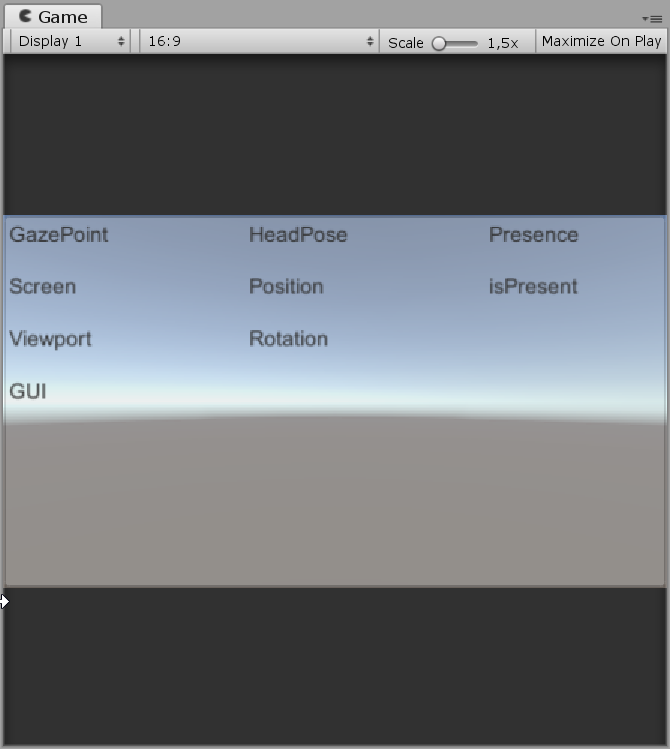 Game
Display 1 16:9 Scale 1,5x Maximize On Play
GazePoint HeadPose Presence
Screen Position isPresent
Viewport Rotation
GUI